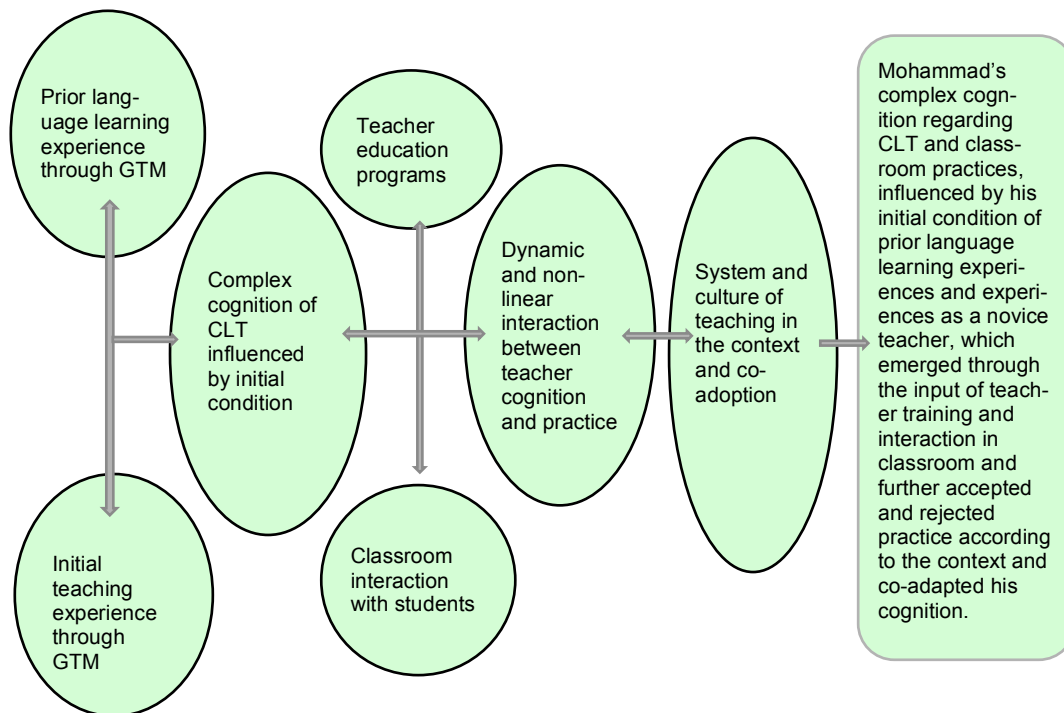 Prior lang-
uage learning
experience
through GTM
Initial
teaching
experience
through
GTM
Complex
cognition of
CLT
influenced
by initial
condition
Teacher
education
programs
Classroom
interaction
with students
Dynamic
and non-
linear
interaction
between
teacher
cognition
and practice
System and
culture of
teaching in
the context
and co-
adoption
Mohammad’s
complex cogn-
ition regarding
CLT and class-
room practices,
influenced by his
initial condition of
prior language
learning experi-
ences and experi-
ences as a novice
teacher, which
emerged through
the input of teach-
er training and
interaction in
classroom and
further accepted
and rejected
practice according
to the context and
co-adapted his
cognition.